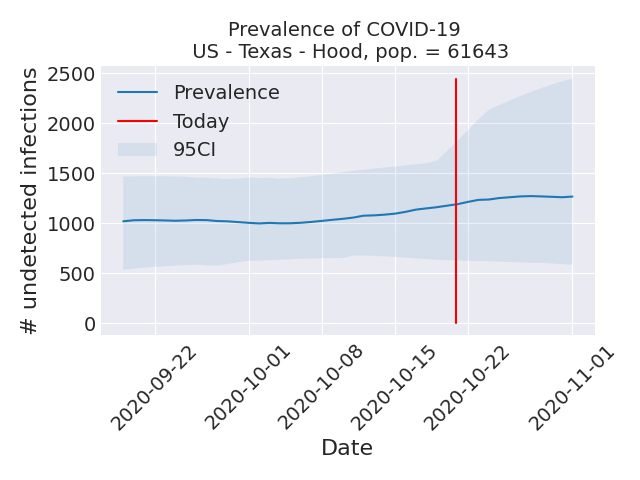 Prevalence of COVID-19
US - Texas - Hood, pop. = 61643
# undetected infections
2500
2000
1500
1000
500
0
Prevalence
Today
95CI
2020-09-22
2020-10-01
2020-10-08
2020-10-15
2020-10-22
2020-11-01
Date